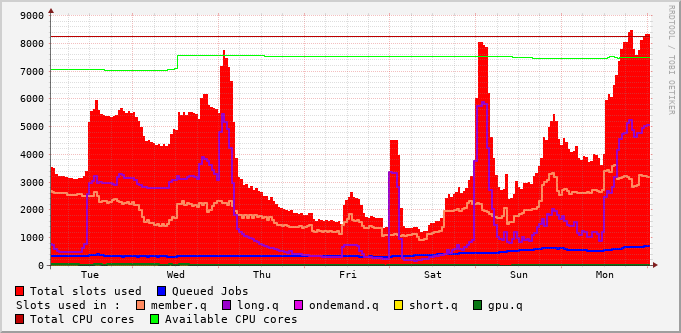 9000
8000
7000
6000
5000
4000
3000
2000
1000
0
Tue Wed Thu Fri Sat Sun Mon
RRDTOOL / TOBI OETIKER
Total slots used Queued Jobs
Slots used in : member.q long.q ondemand.q short.q gpu.q
Total CPU cores Available CPU cores